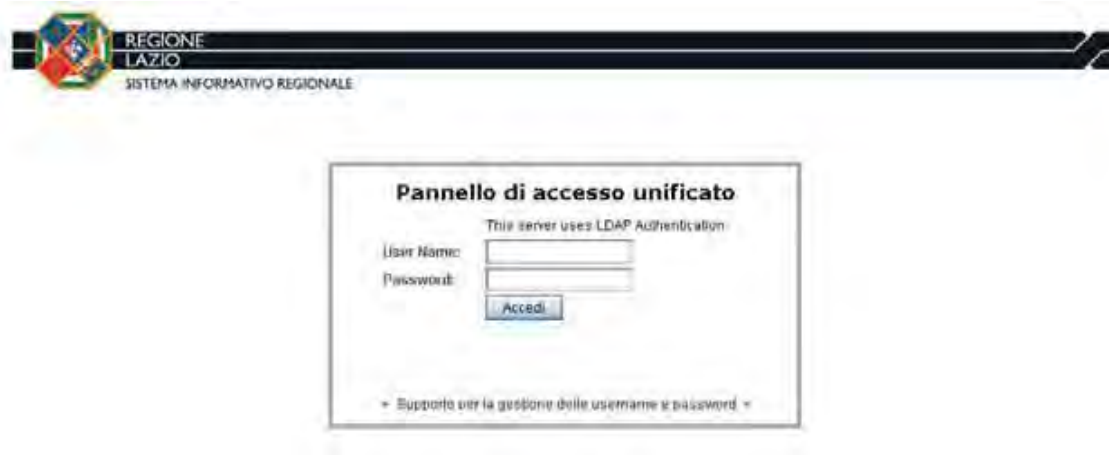 REGIONE
LAZIO
SISTEMA INFORMATIVO REGIONALE
Pannello di accesso unificato
This server uses LDAP Authentication
User Name:
Password:
Accedi
- Supporto per la gestione delle username e password -